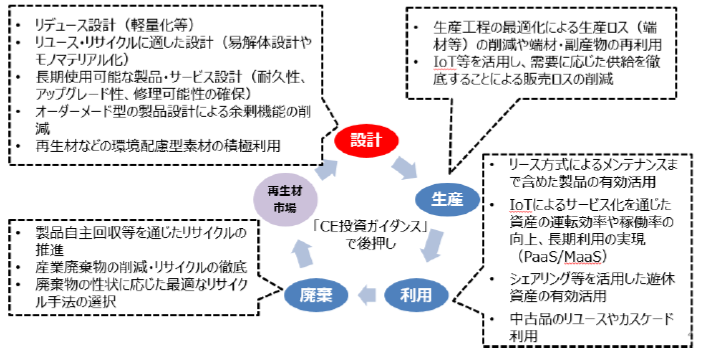 • リデュース設計（軽量化等）
• リユース・リサイクルに適した設計（易解体設計や
モノマテリアル化）
• 長期使用可能な製品・サービス設計（耐久性、
アップグレード性、修理可能性の確保）
• オーダーメード型の製品設計による余剰機能の削
減
• 再生材などの環境配慮型素材の積極利用
• 生産工程の最適化による生産ロス（端
材等）の削減や端材・副産物の再利用
• IoT等を活用し、需要に応じた供給を徹
底することによる販売ロスの削減
設計
生産
• リース方式によるメンテナンスま
で含めた製品の有効活用
• IoTによるサービス化を通じた
資産の運転効率や稼働率の
向上、長期利用の実現
（PaaS/MaaS）
• シェアリング等を活用した遊休
資産の有効活用
• 中古品のリユースやカスケード
利用
再生材
市場
「CE投資ガイダンス」
で後押し
• 製品自主回収等を通じたリサイクルの
推進
• 産業廃棄物の削減・リサイクルの徹底
• 廃棄物の性状に応じた最適なリサイク
ル手法の選択
廃棄
利用